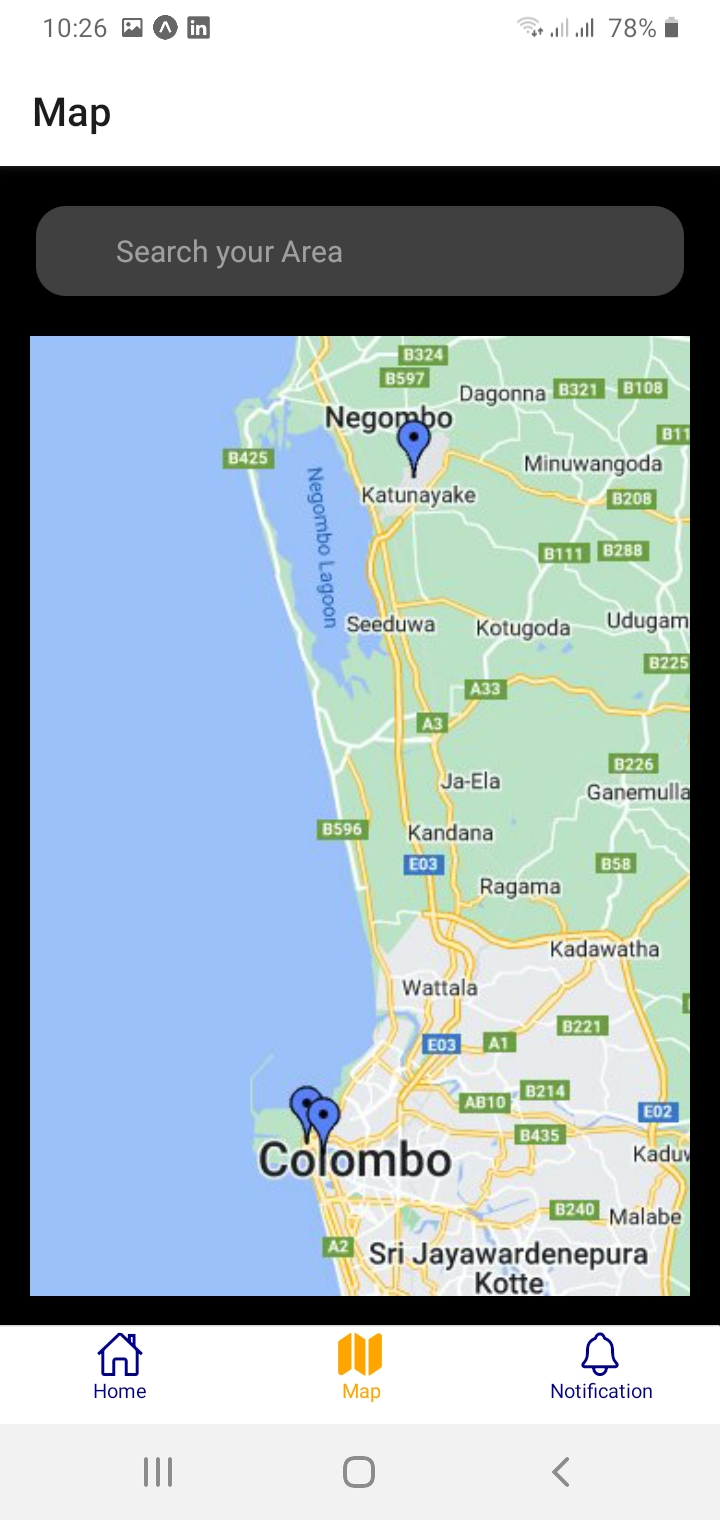 10:26 in 78%
Map
Search your Area
B324
B597
Dagonna B321 B108
Negombo
B11
B425
Minuwangoda
Negombo Lagoon
Katunayake
B208
B111 B288
Seeduwa Kotugoda Udugam
B225
A33
A3
B226
Ja-Ela
Ganemulla
B596 Kandana
E03 B58
Ragama
Kadawatha
Wattala
B221
E03 A1
B214
AB10
E02
B435
Colombo
Kaduw
B240 Malabe
A2 Sri Jayawardenepura
Kotte
Home Map Notification